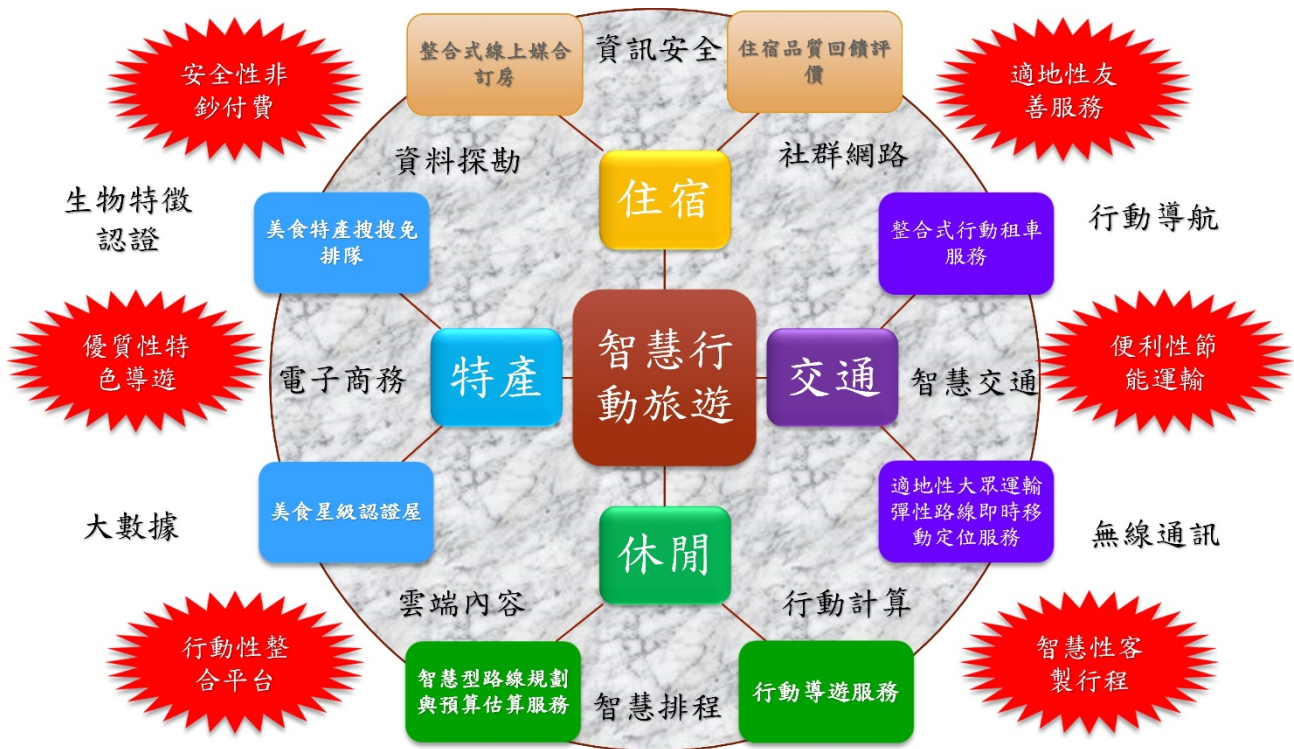 整合式線上媒合
訂房
資訊安全
住宿品質回饋評
價
安全性非
鈔付費
適地性友
善服務
資料探勘
社群網路
住宿
生物特徵
認證
美食特產搜搜免
排隊
整合式行動租車
服務
行動導航
優質性特
色導遊
電子商務
特產
智慧行
動旅遊
交通
智慧交通
便利性節
能運輸
大數據
美食星級認證屋
休閒
適地性大眾運輸
彈性路線即時移
動定位服務
無線通訊
雲端內容
行動計算
行動性整
合平台
智慧型路線規劃
與預算估算服務
智慧排程
行動導遊服務
智慧性客
製行程